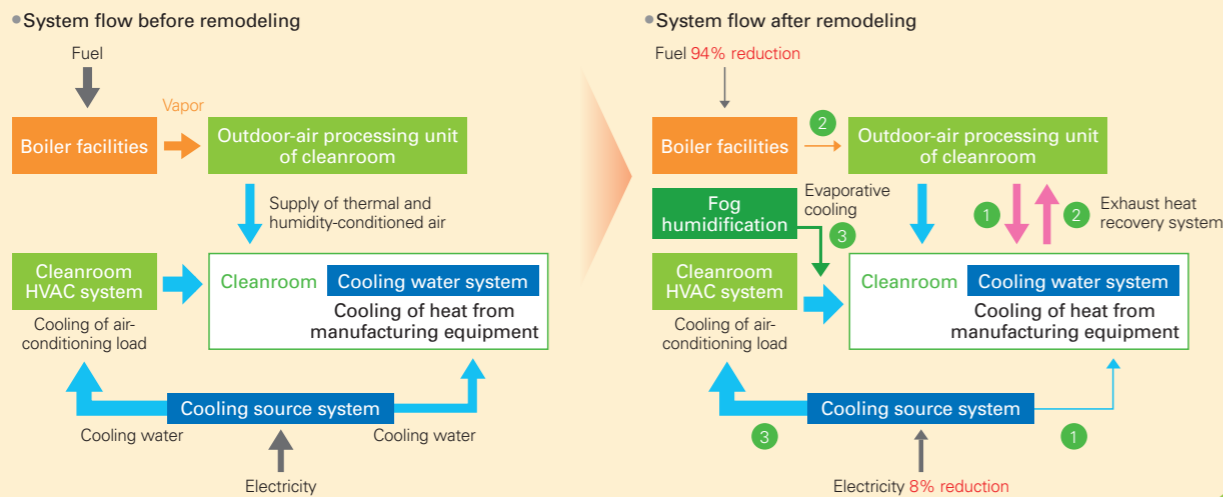 •System flow before remodeling
Fuel
Vapor
Boiler facilities
Outdoor-air processing unit
of cleanroom
Supply of thermal and
humidity-conditioned air
Cleanroom
HVAC system
Cooling of air-
conditioning load
Cleanroom
Cooling water system
Cooling of heat from
manufacturing equipment
Cooling source system
Cooling water
Cooling water
Electricity
•System flow after remodeling
Fuel 94% reduction
Boiler facilities
2
Outdoor-air processing unit
of cleanroom
Fog
humidification
Evaporative
cooling
3
1
2
Exhaust heat
recovery system
Cleanroom
HVAC system
Cooling of air-
conditioning load
Cleanroom
Cooling water system
Cooling of heat from
manufacturing equipment
Cooling source system
3
1
Electricity 8% reduction